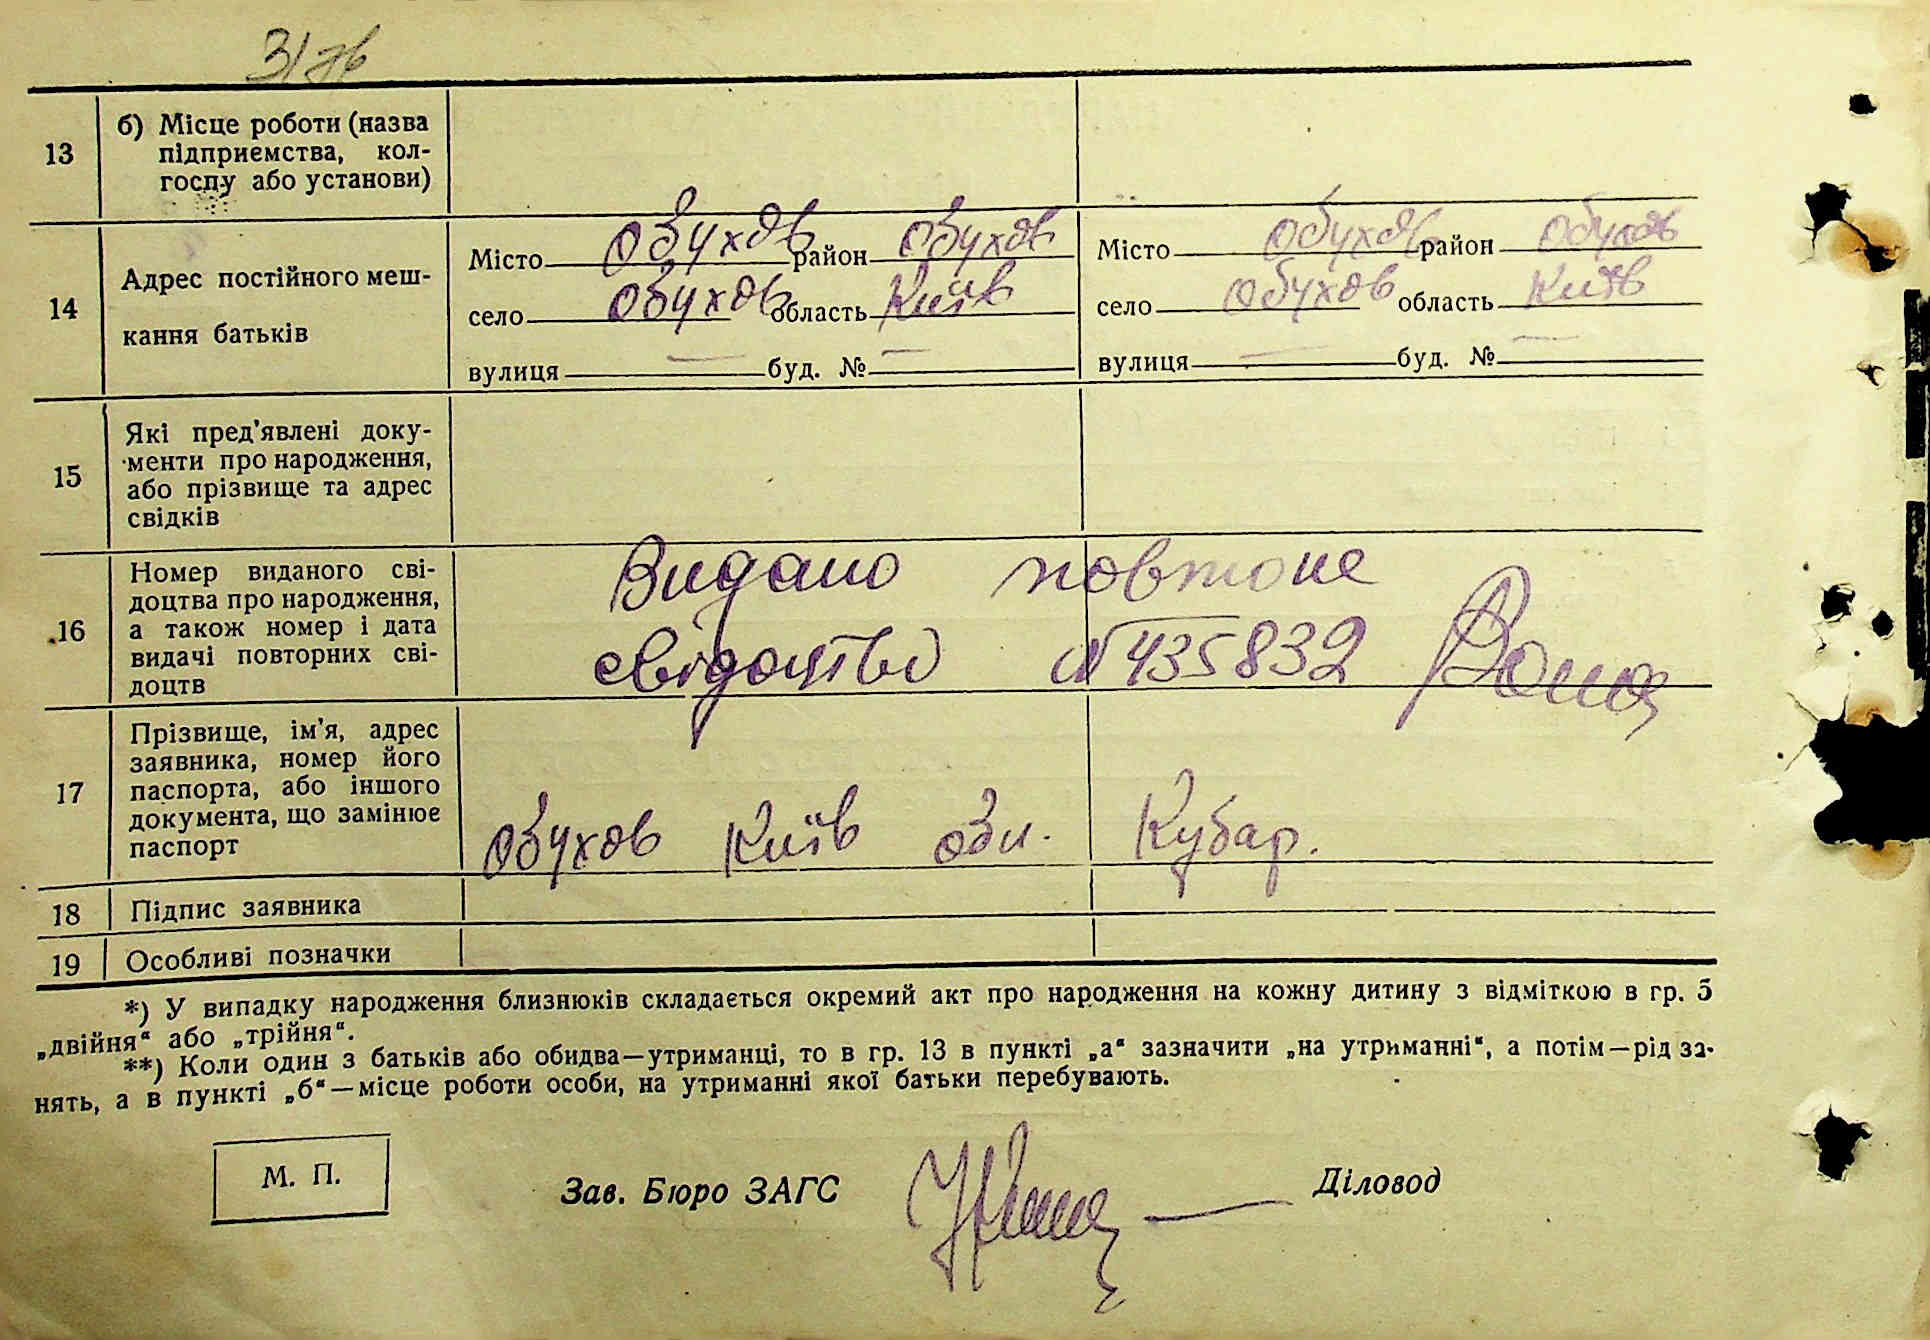 13
б) Місце роботи (назва
підприємства, кол-
госпу або установи)
14
Адрес постійного меш-
кання батьків
Місто Обухов район Обухов
село Обухов область Київ
вулиця — буд. № —
Місто Обухов район Обухов
село Обухов область Київ
вулиця — буд. № —
15
Які пред'явлені доку-
менти про народження,
або прізвище та адрес
свідків
16
Номер виданого сві-
доцтва про народження,
а також номер і дата
видачі повторних сві-
доцтв
Видано повтоне
свідоцтво № 435832
17
Прізвище, ім'я, адрес
заявника, номер його
паспорта, або іншого
документа, що замінює
паспорт
Обухов Київ обл. Кубар.
18
Підпис заявника
19
Особливі позначки
*) У випадку народження близнюків складається окремий акт про народження на кожну дитину з відміткою в гр. 5
„двійня“ або „трійня“.
**) Коли один з батьків або обидва—утриманці, то в гр. 13 в пункті „а“ зазначити „на утриманні“, а потім—рід за-
нять, а в пункті „б“—місце роботи особи, на утриманні якої батьки перебувають.
М. П.
Зав. Бюро ЗАГС
Діловод